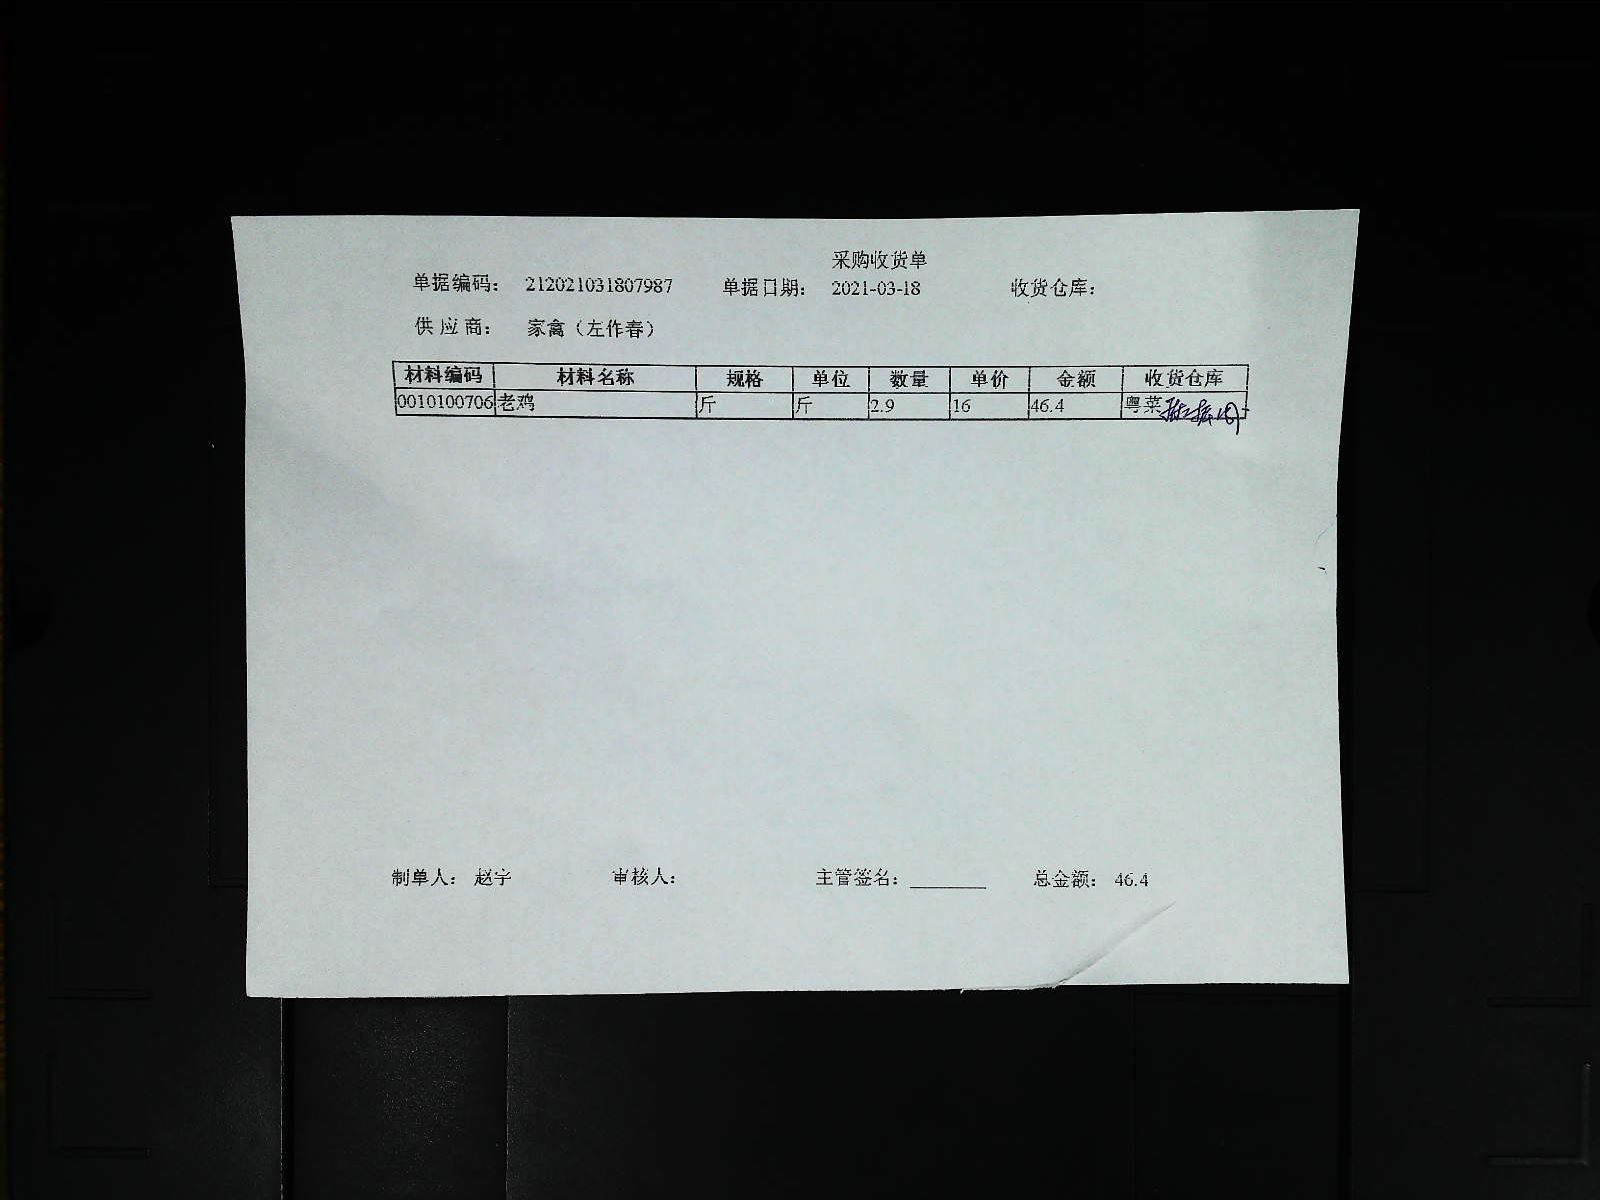 采购收货单
单据编码： 212021031807987 单据日期： 2021-03-18 收货仓库：
供应商： 家禽（左作春）
材料编码 材料名称 规格 单位 数量 单价 金额 收货仓库
0010100706 老鸡 斤 斤 2.9 16 46.4 粤菜
制单人： 赵宇 审核人： 主管签名： 总金额： 46.4